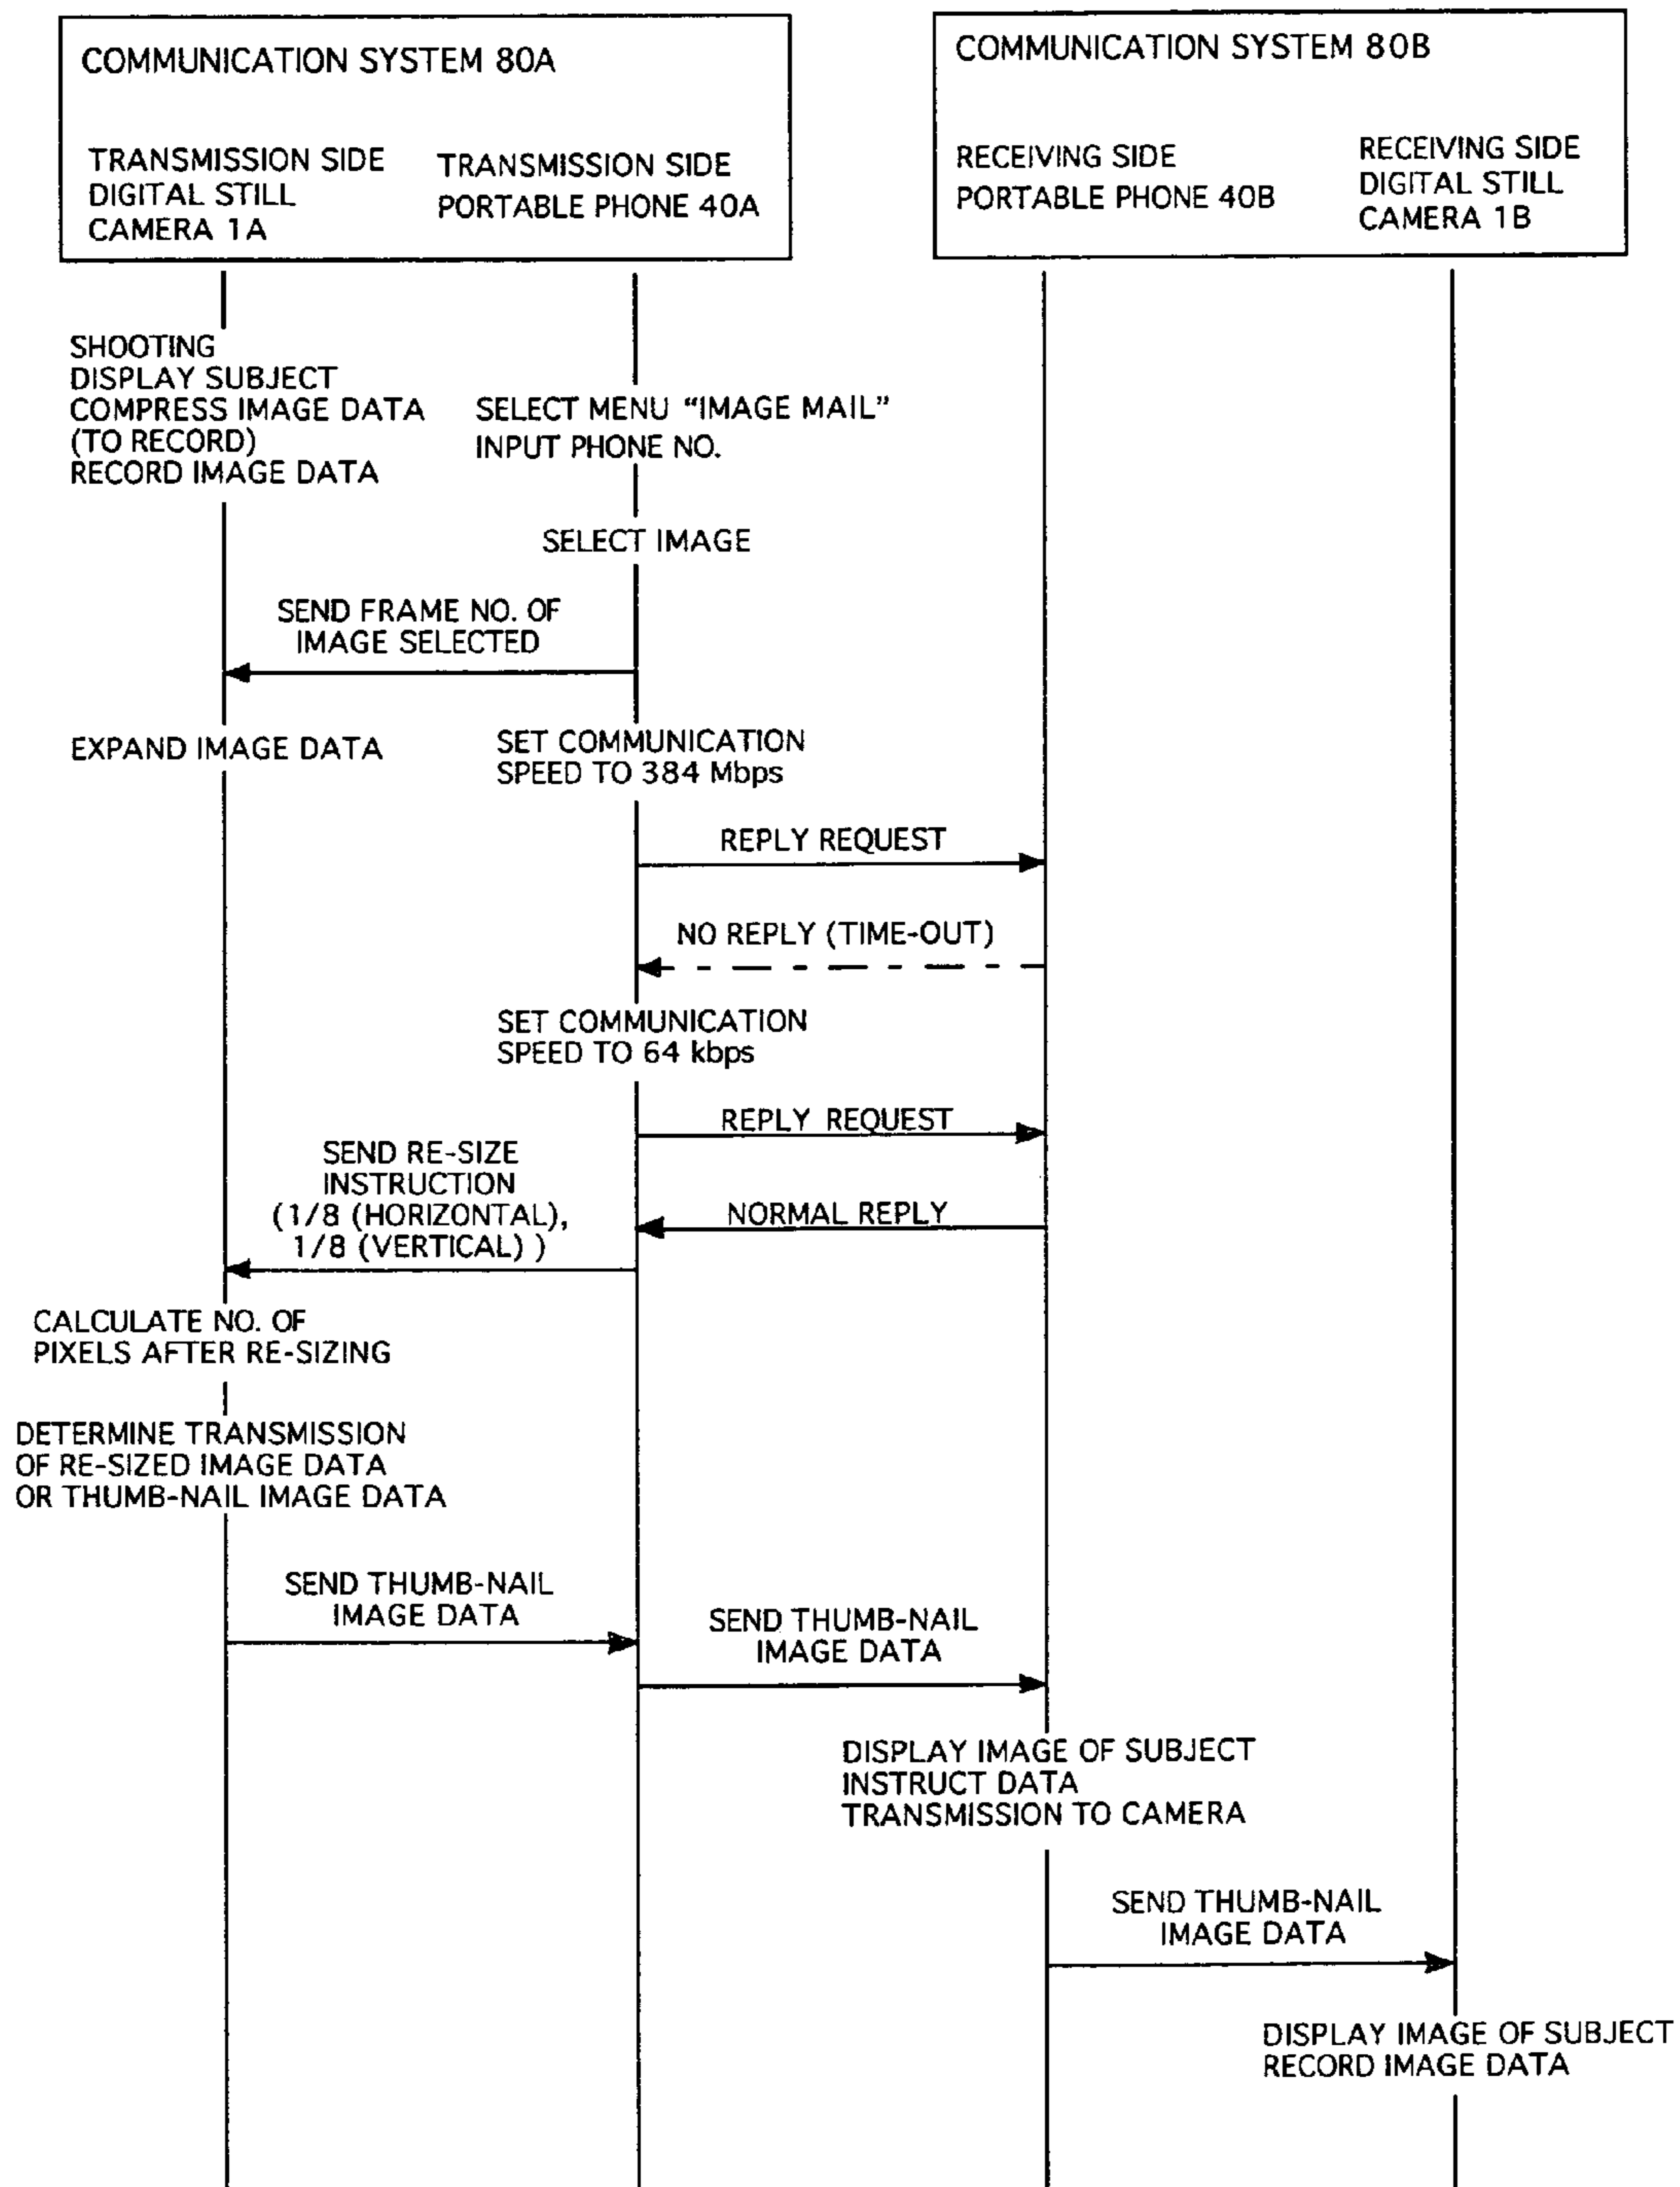 COMMUNICATION SYSTEM 80A
TRANSMISSION SIDE
DIGITAL STILL
CAMERA 1A
TRANSMISSION SIDE
PORTABLE PHONE 40A
COMMUNICATION SYSTEM 80B
RECEIVING SIDE
PORTABLE PHONE 40B
RECEIVING SIDE
DIGITAL STILL
CAMERA 1B
SHOOTING
DISPLAY SUBJECT
COMPRESS IMAGE DATA
(TO RECORD)
RECORD IMAGE DATA
SELECT MENU “IMAGE MAIL”
INPUT PHONE NO.
SELECT IMAGE
SEND FRAME NO. OF
IMAGE SELECTED
EXPAND IMAGE DATA
SET COMMUNICATION
SPEED TO 384 Mbps
REPLY REQUEST
NO REPLY (TIME-OUT)
SET COMMUNICATION
SPEED TO 64 kbps
REPLY REQUEST
SEND RE-SIZE
INSTRUCTION
(1/8 (HORIZONTAL),
1/8 (VERTICAL) )
NORMAL REPLY
CALCULATE NO. OF
PIXELS AFTER RE-SIZING
DETERMINE TRANSMISSION
OF RE-SIZED IMAGE DATA
OR THUMB-NAIL IMAGE DATA
SEND THUMB-NAIL
IMAGE DATA
SEND THUMB-NAIL
IMAGE DATA
DISPLAY IMAGE OF SUBJECT
INSTRUCT DATA
TRANSMISSION TO CAMERA
SEND THUMB-NAIL
IMAGE DATA
DISPLAY IMAGE OF SUBJECT
RECORD IMAGE DATA